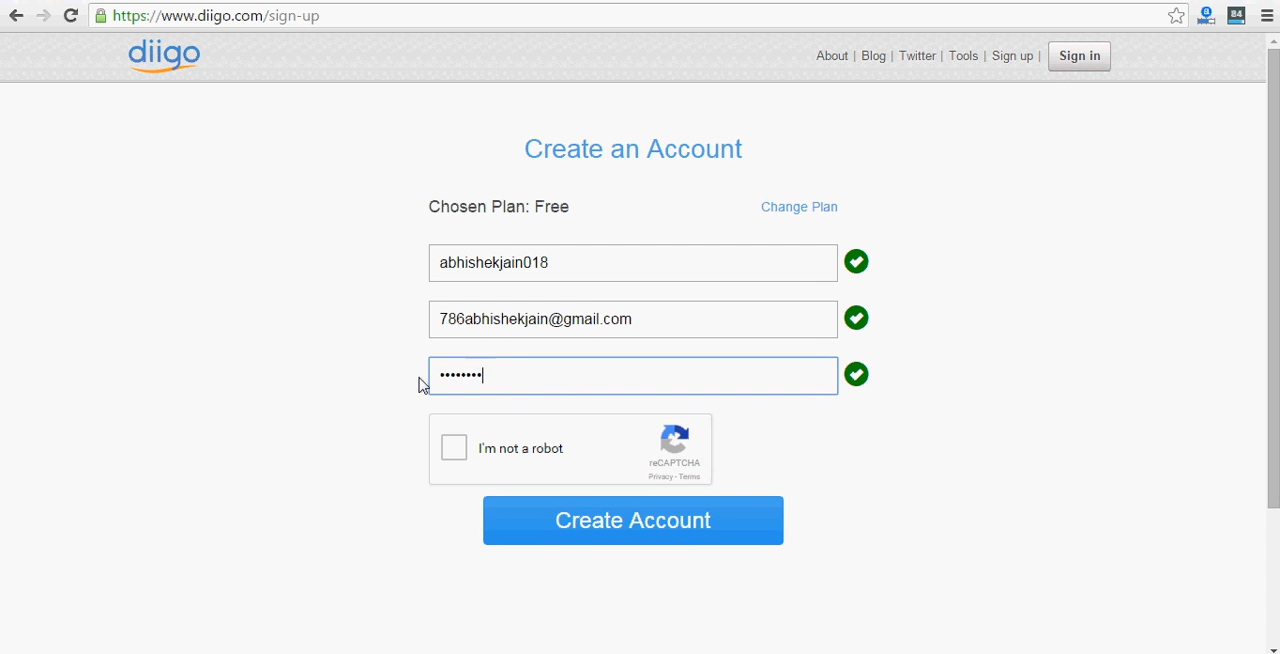 https://www.diigo.com/sign-up
84
diigo
About | Blog | Twitter | Tools | Sign up | Sign in
Create an Account
Chosen Plan: Free Change Plan
abhishekjain018
786abhishekjain@gmail.com
••••••••
I'm not a robot
reCAPTCHA
Privacy - Terms
Create Account